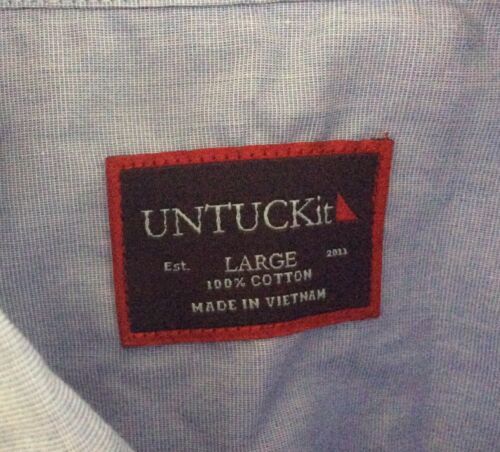 UNTUCKit
Est. LARGE 2011
100% COTTON
MADE IN VIETNAM